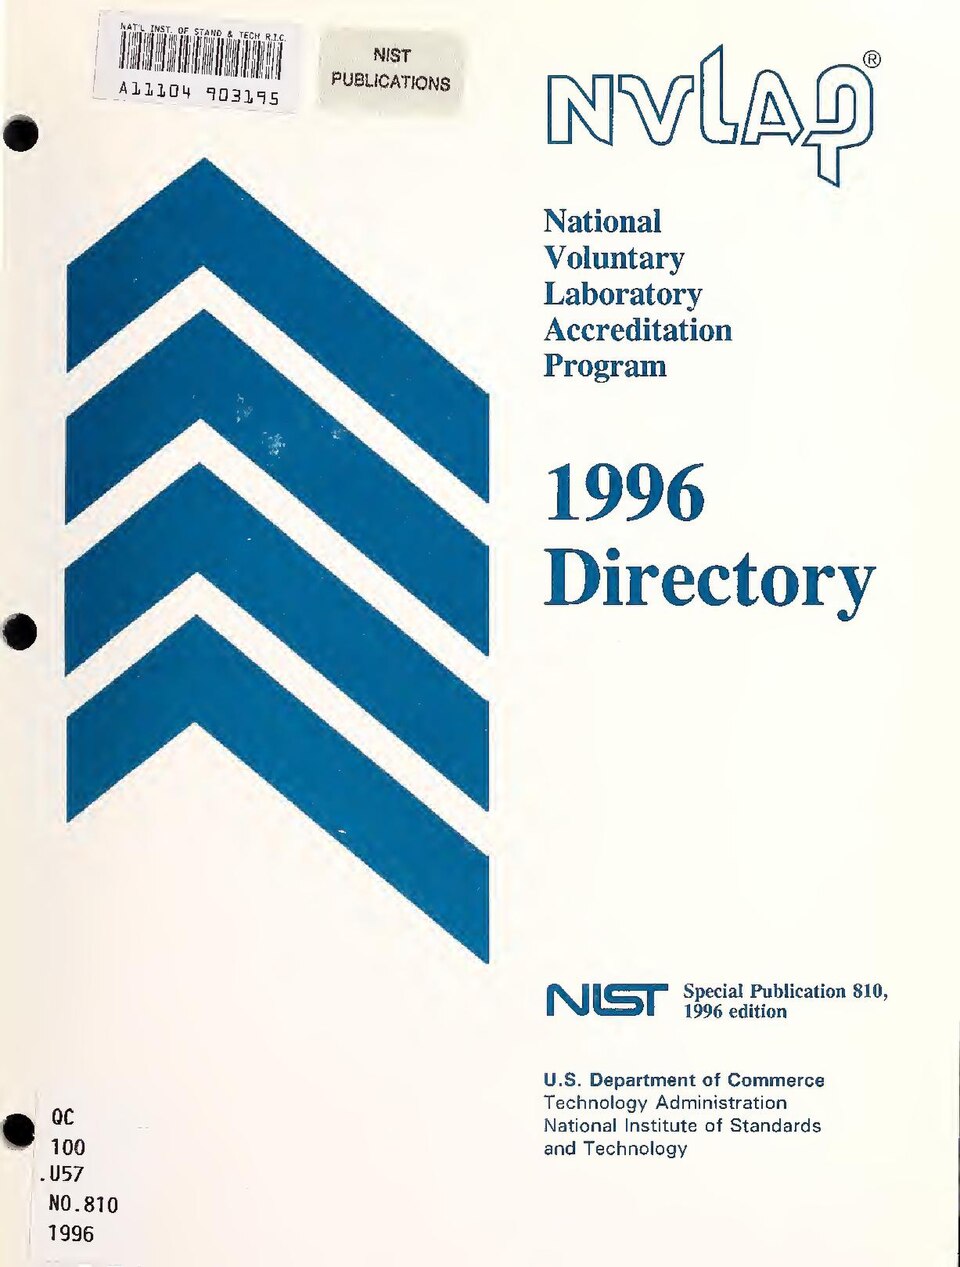 NAT'L INST. OF STAND & TECH R.I.C.
A11104 903195
NIST
PUBLICATIONS
NVLAP®
National
Voluntary
Laboratory
Accreditation
Program
1996
Directory
NIST Special Publication 810,
1996 edition
U.S. Department of Commerce
Technology Administration
National Institute of Standards
and Technology
QC
100
.U57
NO.810
1996